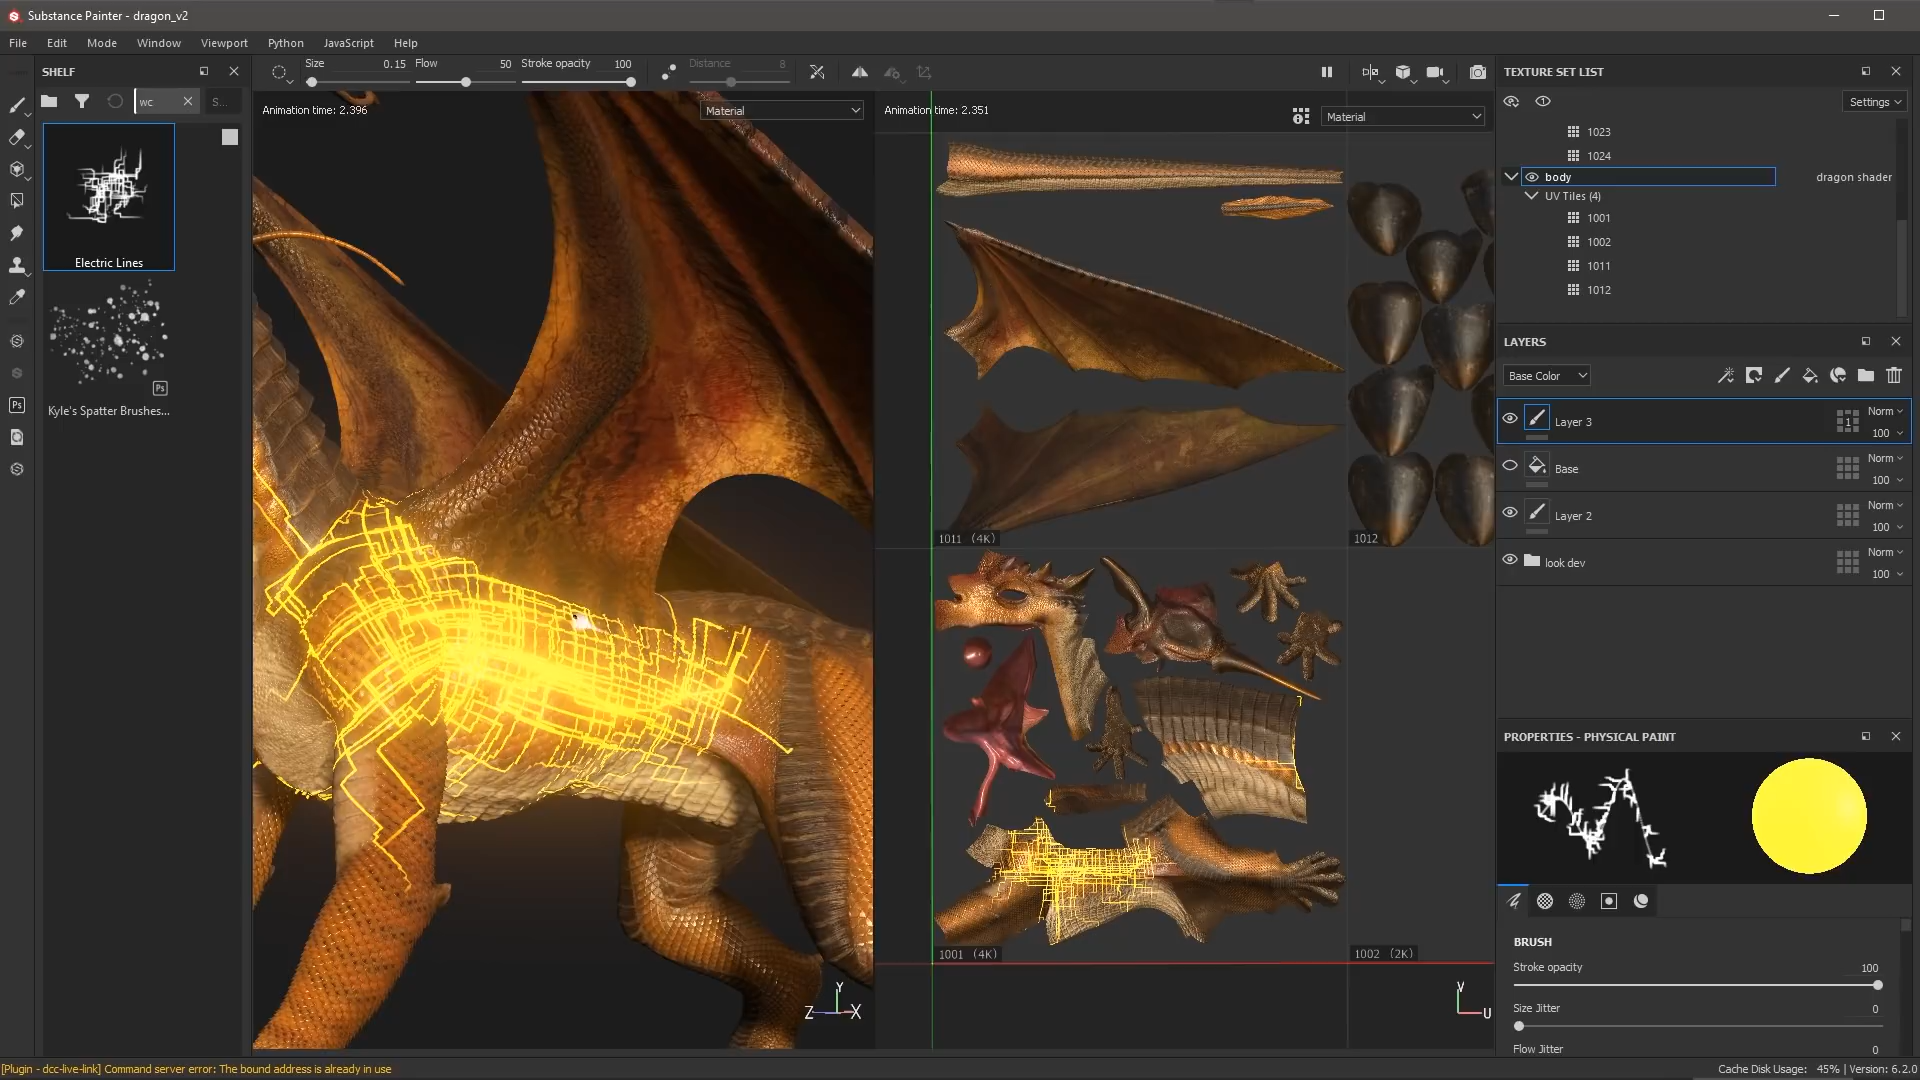 Substance Painter - dragon_v2
File Edit Mode Window Viewport Python JavaScript Help
SHELF
wc
S...
Electric Lines
Ps
Kyle's Spatter Brushes...
Ps
Size 0.15 Flow 50 Stroke opacity 100 Distance 8
Animation time: 2.396
Material
Animation time: 2.351
Material
1011 (4K)
1012
1001 (4K)
1002 (2K)
Y
Z X
V
U
TEXTURE SET LIST
Settings
1023
1024
body dragon shader
UV Tiles (4)
1001
1002
1011
1012
LAYERS
Base Color
Layer 3 1 Norm
100
Base Norm
100
Layer 2 Norm
100
look dev Norm
100
PROPERTIES - PHYSICAL PAINT
BRUSH
Stroke opacity 100
Size Jitter 0
Flow Jitter 0
[Plugin - dcc-live-link] Command server error: The bound address is already in use
Cache Disk Usage: 45% | Version: 6.2.0